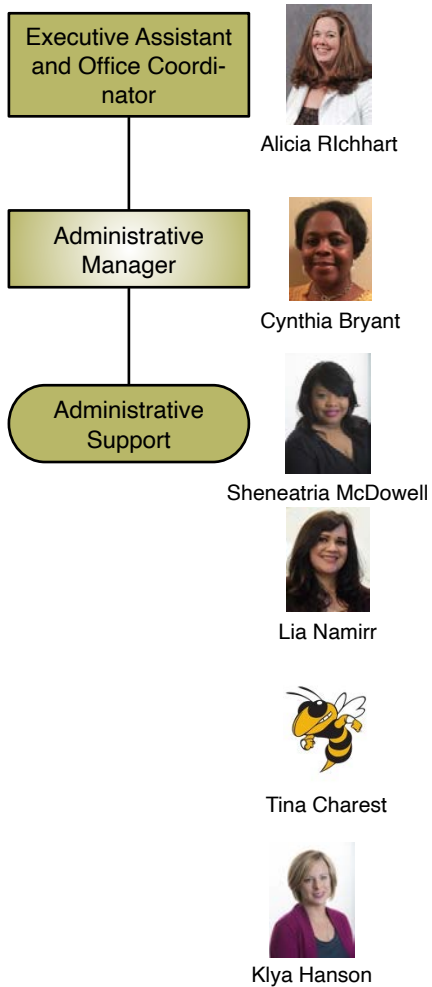 Executive Assistant
and Office Coordi-
nator
Alicia RIchhart
Administrative
Manager
Cynthia Bryant
Administrative
Support
Sheneatria McDowell
Lia Namirr
Tina Charest
Klya Hanson